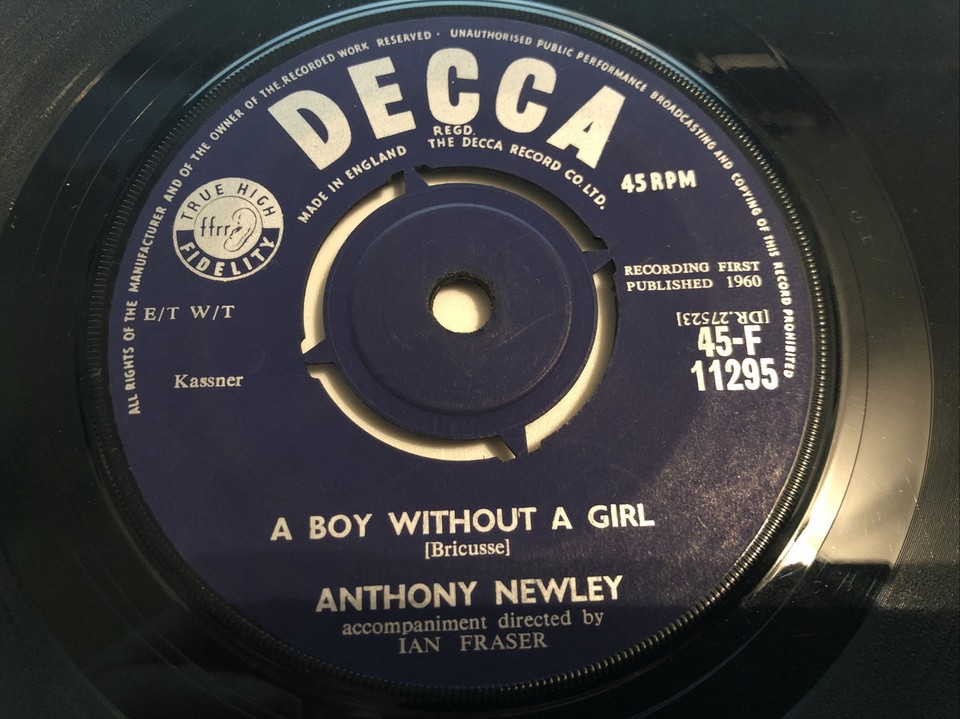 ALL RIGHTS OF THE MANUFACTURER AND OF THE OWNER OF THE RECORDED WORK RESERVED · UNAUTHORISED PUBLIC PERFORMANCE BROADCASTING AND COPYING OF THIS RECORD PROHIBITED
DECCA
REGD.
MADE IN ENGLAND THE DECCA RECORD CO. LTD.
45 RPM
TRUE HIGH
ffrr
FIDELITY
RECORDING FIRST
PUBLISHED 1960
E/T W/T
[DR.27523]
45-F
11295
Kassner
A BOY WITHOUT A GIRL
[Bricusse]
ANTHONY NEWLEY
accompaniment directed by
IAN FRASER